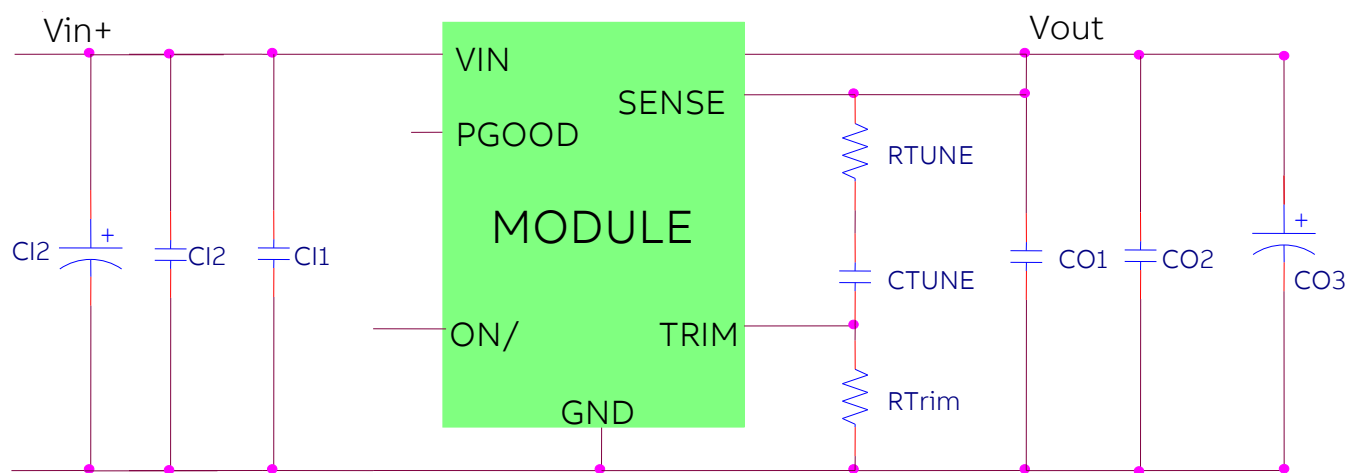 Vin+
Vout
VIN
SENSE
PGOOD
RTUNE
MODULE
+
+
CI2
CI2
CI1
CO1
CO2
CTUNE
CO3
ON/
TRIM
RTrim
GND